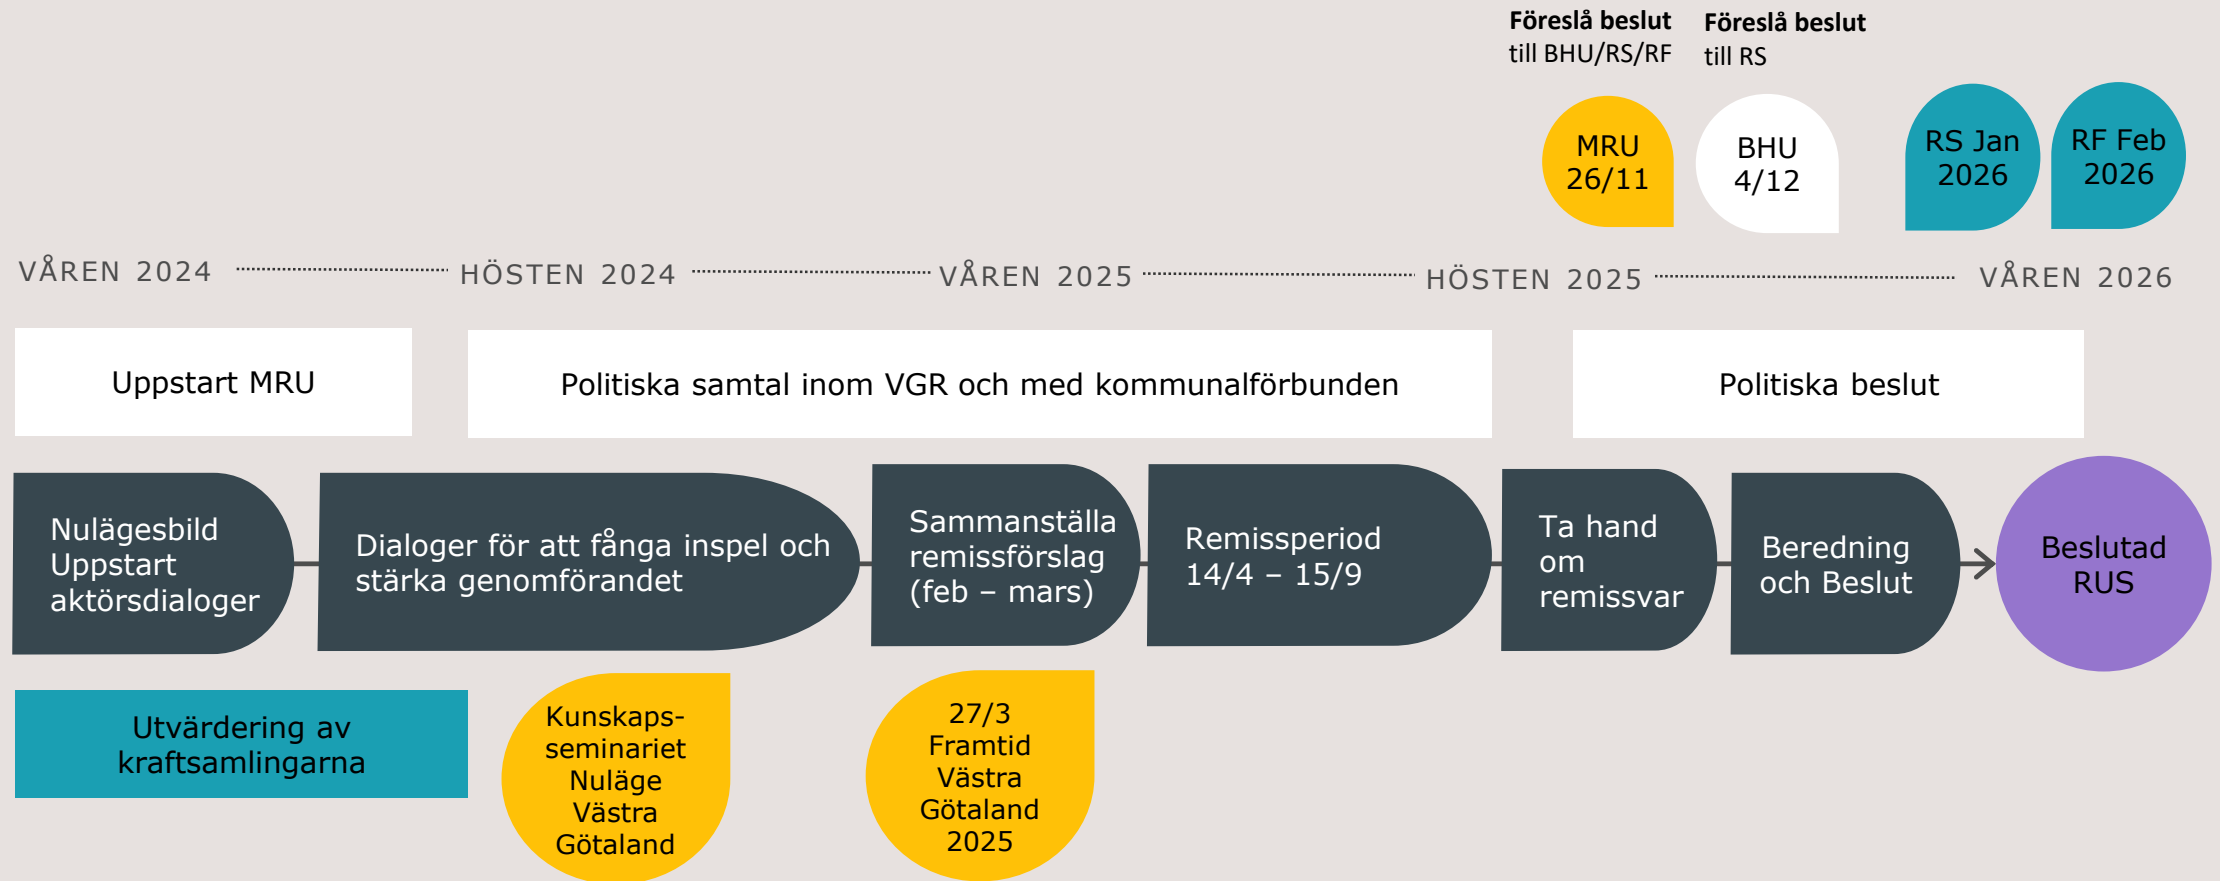 Föreslå beslut
till BHU/RS/RF
Föreslå beslut
till RS
MRU
26/11
BHU
4/12
RS Jan
2026
RF Feb
2026
VÅREN 2024
HÖSTEN 2024
VÅREN 2025
HÖSTEN 2025
VÅREN 2026
Uppstart MRU
Politiska samtal inom VGR och med kommunalförbunden
Politiska beslut
Nulägesbild
Uppstart
aktörsdialoger
Dialoger för att fånga inspel och
stärka genomförandet
Sammanställa
remissförslag
(feb – mars)
Remissperiod
14/4 – 15/9
Ta hand
om
remissvar
Beredning
och Beslut
Beslutad
RUS
Utvärdering av
kraftsamlingarna
Kunskaps-
seminariet
Nuläge
Västra
Götaland
27/3
Framtid
Västra
Götaland
2025